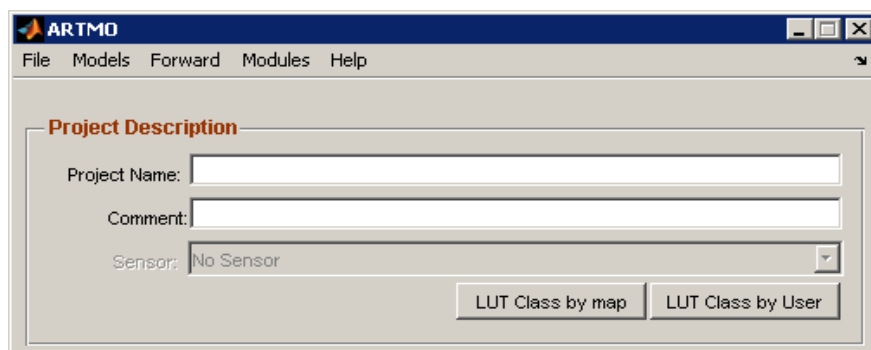 ARTMO
File Models Forward Modules Help
Project Description
Project Name:
Comment:
Sensor: No Sensor
LUT Class by map LUT Class by User